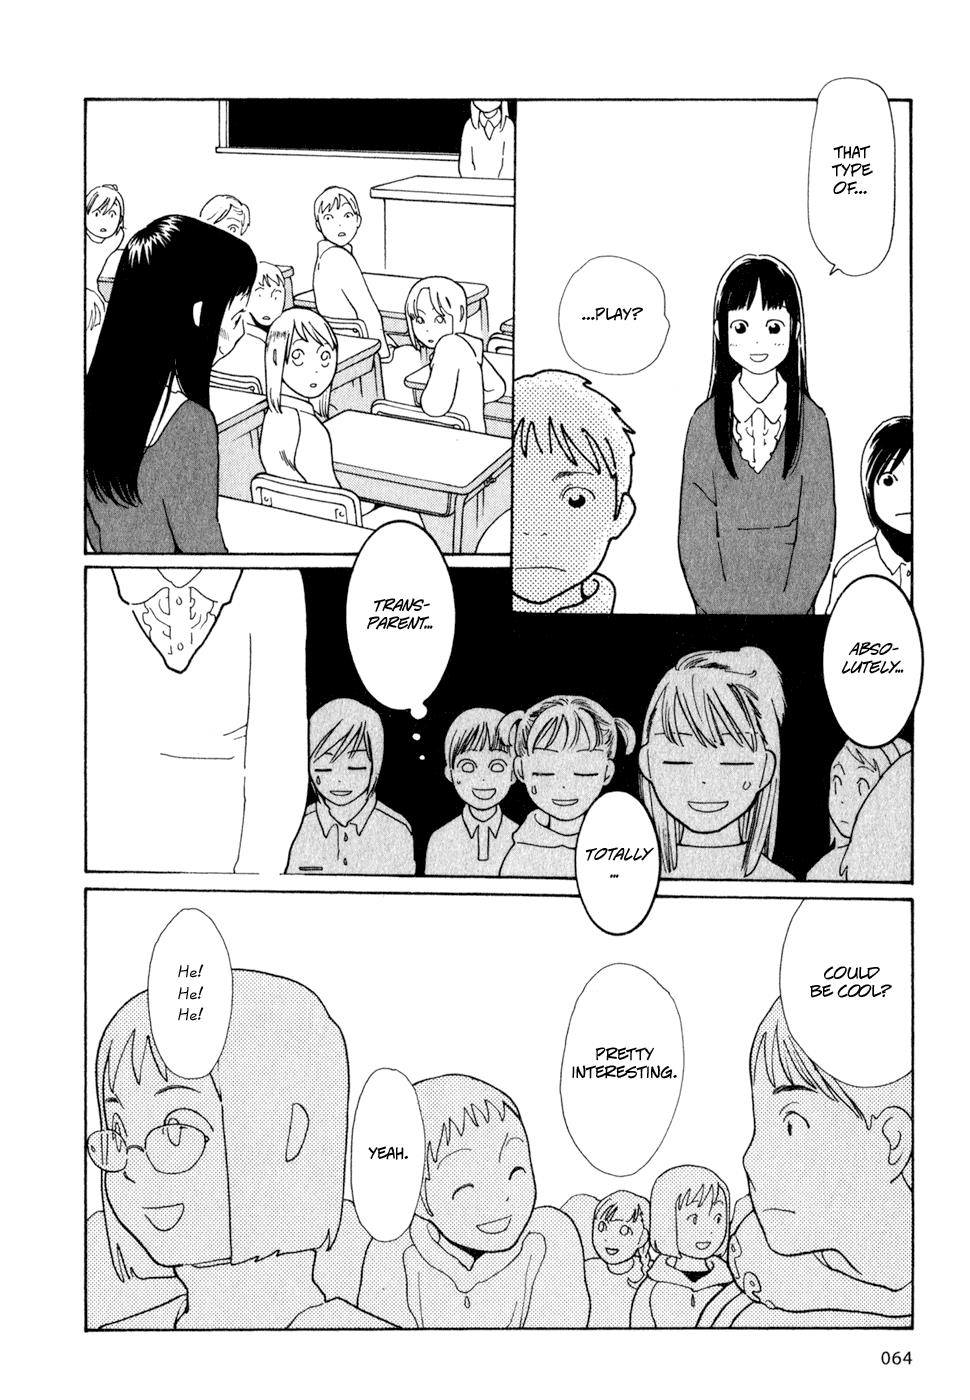 THAT
TYPE
OF...
...PLAY?
ABSO-
LUTELY...
TRANS-
PARENT...
TOTALLY
...
COULD
BE COOL?
PRETTY
INTERESTING.
YEAH.
He!
He!
He!
064